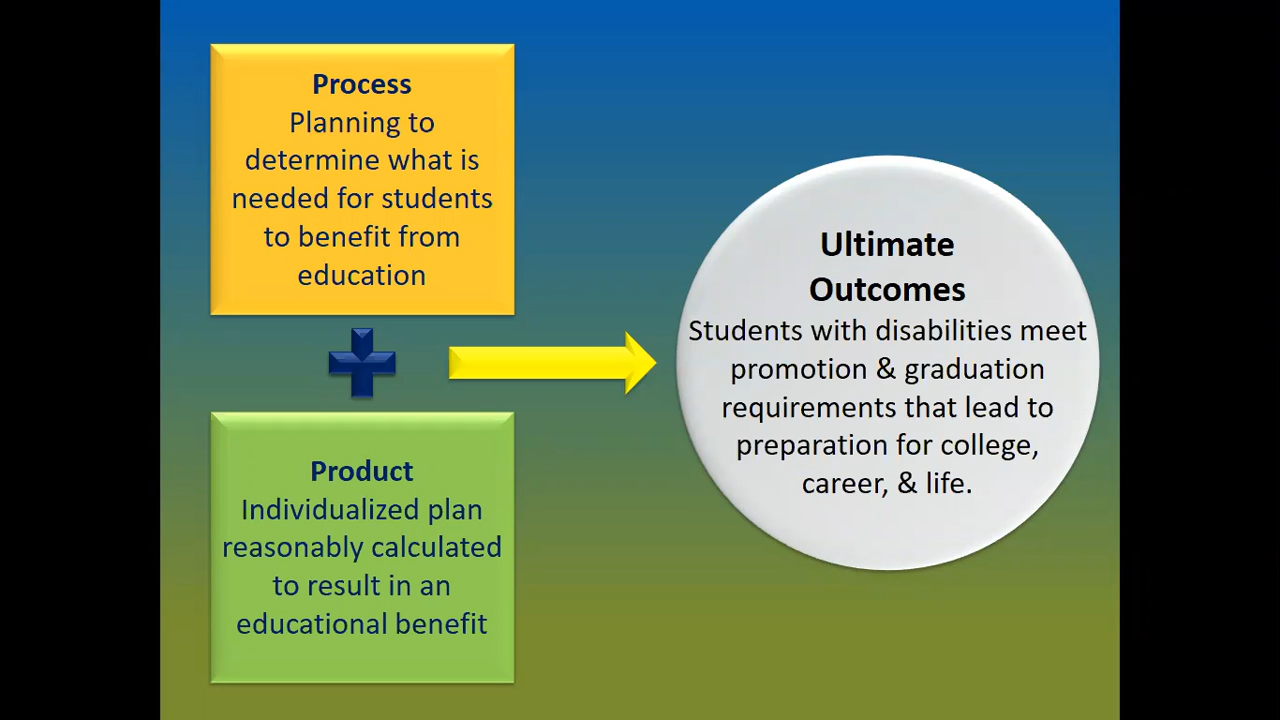 Process
Planning to
determine what is
needed for students
to benefit from
education
Product
Individualized plan
reasonably calculated
to result in an
educational benefit
Ultimate
Outcomes
Students with disabilities meet
promotion & graduation
requirements that lead to
preparation for college,
career, & life.